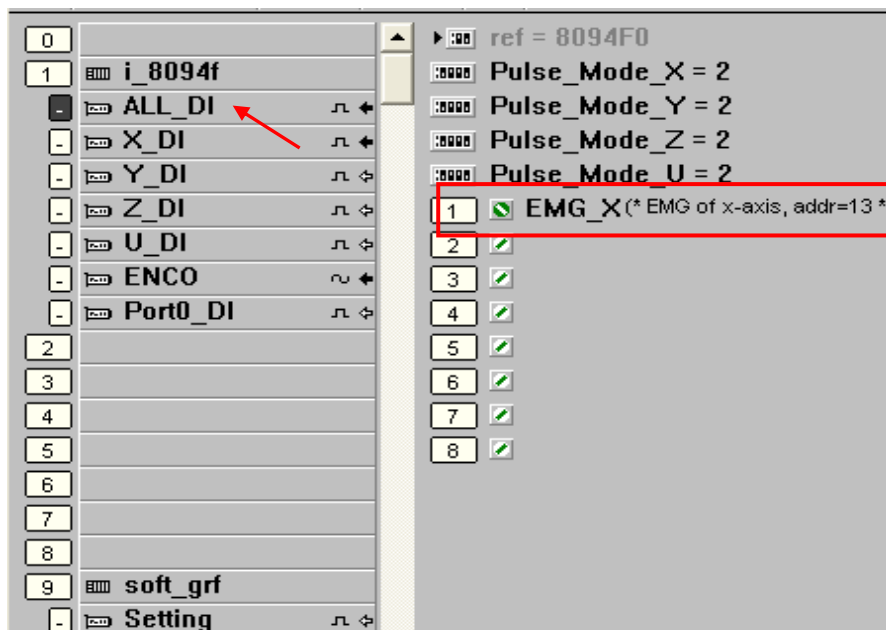 0
1 i_8094f
- ALL_DI
- X_DI
- Y_DI
- Z_DI
- U_DI
- ENCO
- Port0_DI
2
3
4
5
6
7
8
9 soft_grf
- Setting
ref = 8094F0
Pulse_Mode_X = 2
Pulse_Mode_Y = 2
Pulse_Mode_Z = 2
Pulse_Mode_U = 2
1 EMG_X (* EMG of x-axis, addr=13 *
2
3
4
5
6
7
8